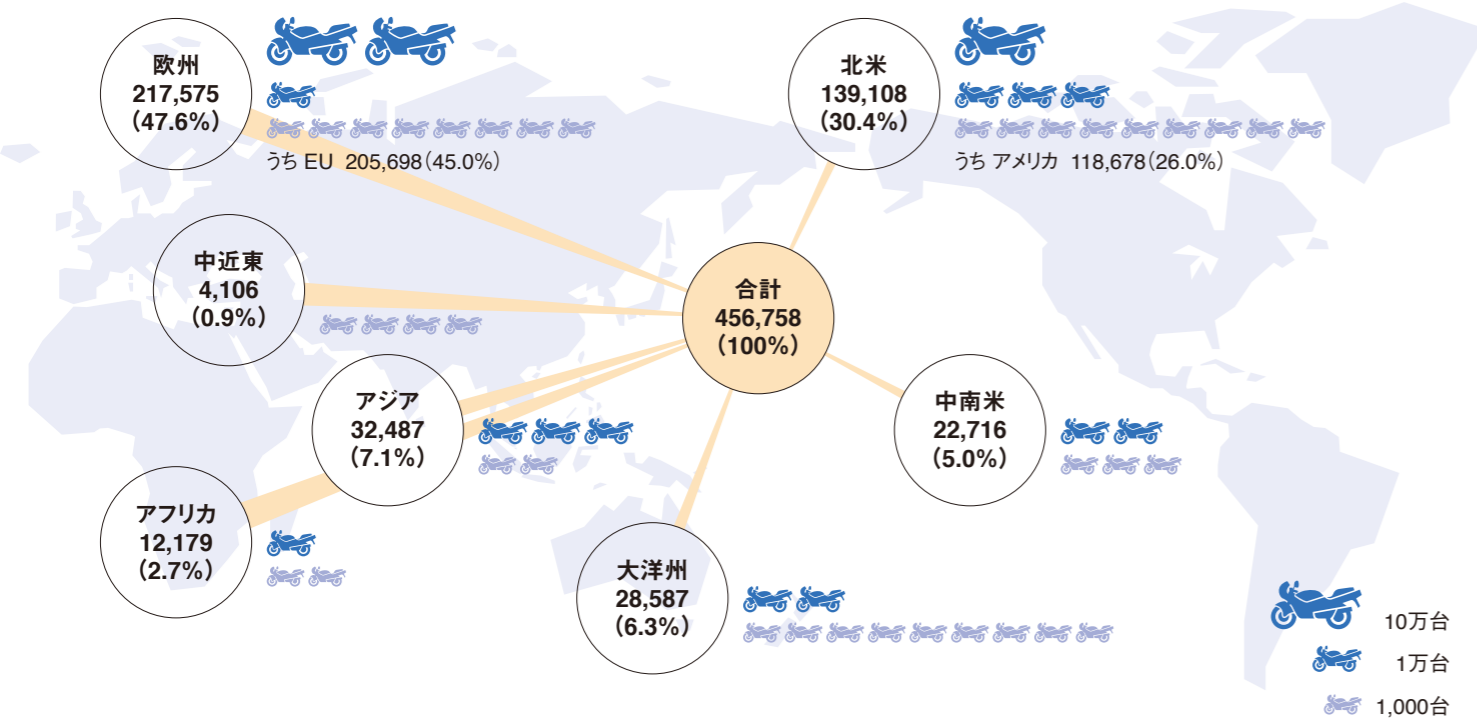 欧州
217,575
(47.6%)
うち EU 205,698(45.0%)
北米
139,108
(30.4%)
うち アメリカ 118,678(26.0%)
中近東
4,106
(0.9%)
合計
456,758
(100%)
アジア
32,487
(7.1%)
中南米
22,716
(5.0%)
アフリカ
12,179
(2.7%)
大洋州
28,587
(6.3%)
10万台
1万台
1,000台